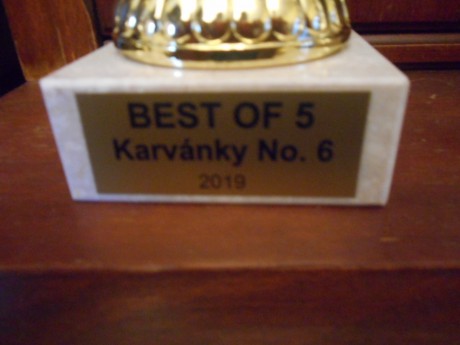 BEST OF 5
Karvánky No. 6
2019